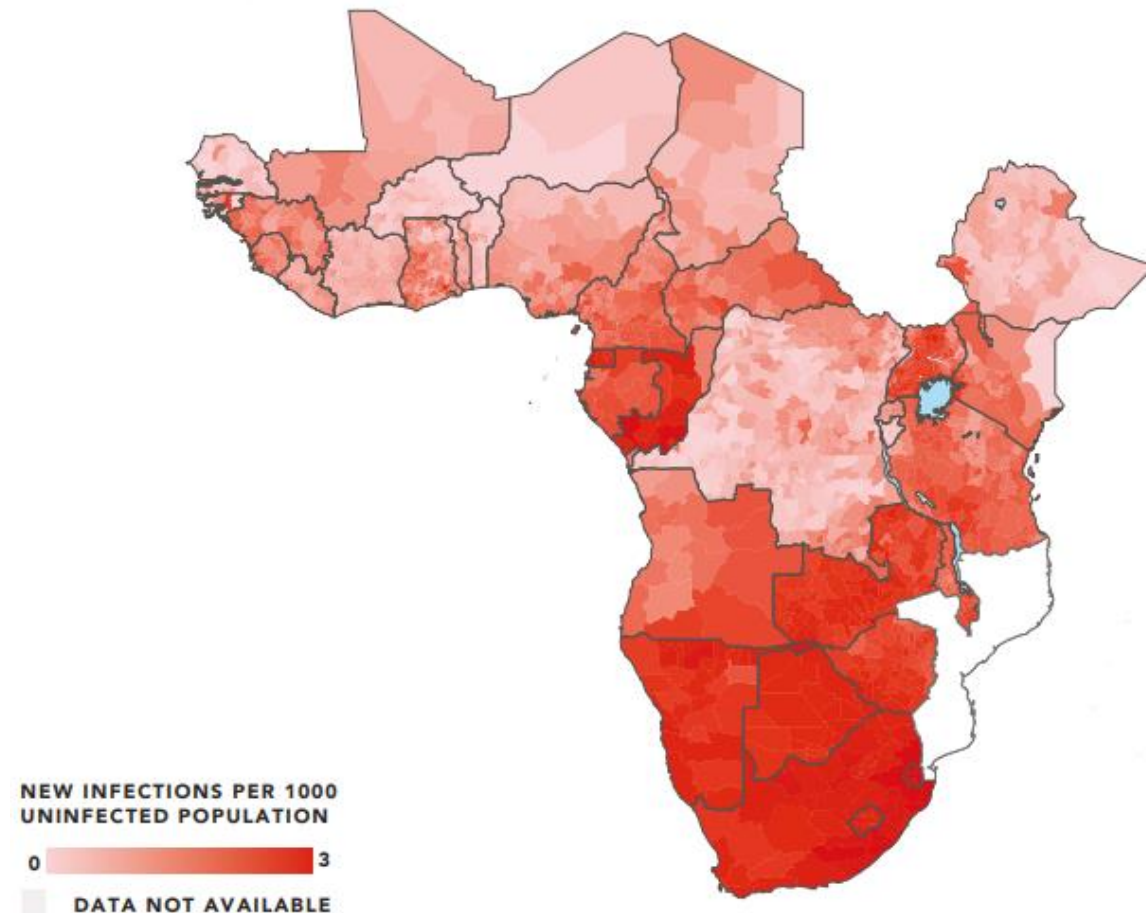 NEW INFECTIONS PER 1000
UNINFECTED POPULATION
0 3
DATA NOT AVAILABLE